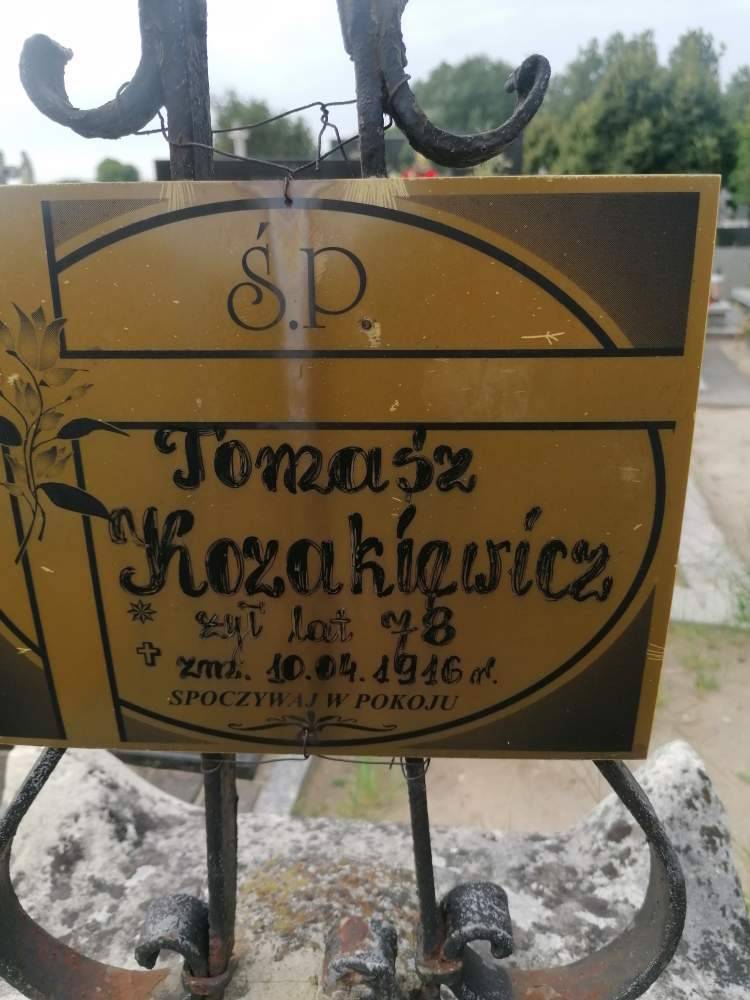 Ś.P
Tomasz
Kozakiewicz
żył lat 78
zm. 10.04.1916 r.
SPOCZYWAJ W POKOJU